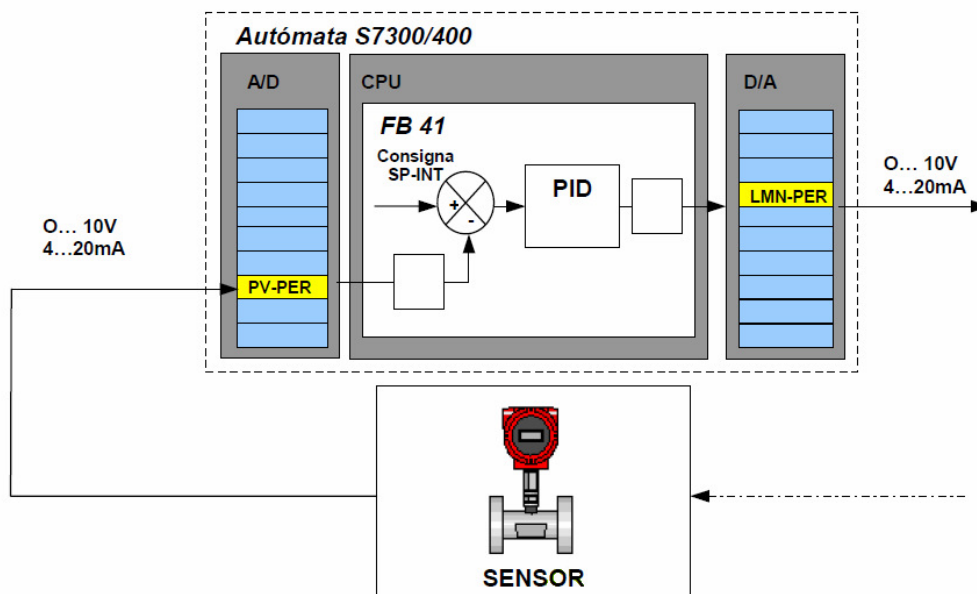 Autómata S7300/400
A/D
CPU
D/A
FB 41
Consigna
SP-INT
+
-
PID
LMN-PER
O... 10V
4...20mA
O... 10V
4...20mA
PV-PER
SENSOR